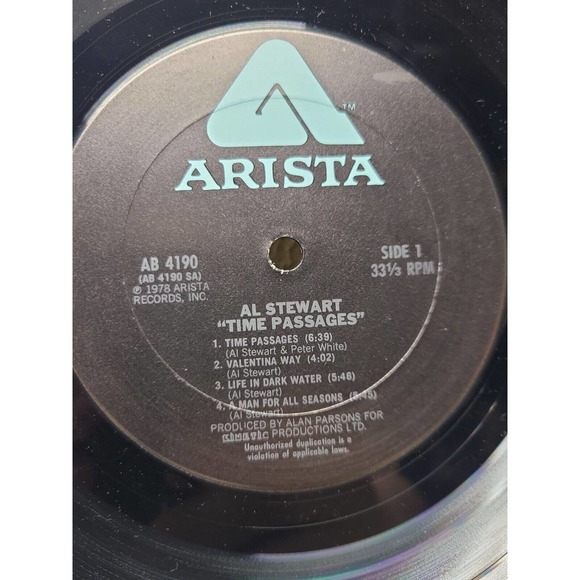 TM
ARISTA
AB 4190
(AB 4190 SA)
Ⓟ 1978 ARISTA
RECORDS, INC.
SIDE 1
33⅓ RPM
AL STEWART
"TIME PASSAGES"
1. TIME PASSAGES (6:39)
(Al Stewart & Peter White)
2. VALENTINA WAY (4:02)
(Al Stewart)
3. LIFE IN DARK WATER (5:46)
(Al Stewart)
4. A MAN FOR ALL SEASONS
(Al Stewart)
PRODUCED BY ALAN PARSONS FOR
PRODUCTIONS LTD.
Unauthorized duplication is a
violation of applicable laws.